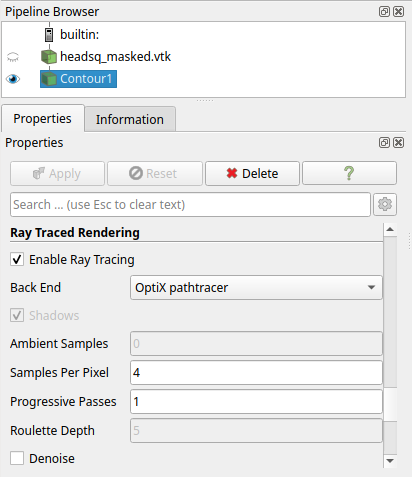 Pipeline Browser
builtin:
headsq_masked.vtk
Contour1
Properties
Information
Properties
Apply
Reset
Delete
?
Search ... (use Esc to clear text)
Ray Traced Rendering
Enable Ray Tracing
Back End
OptiX pathtracer
Shadows
Ambient Samples
0
Samples Per Pixel
4
Progressive Passes
1
Roulette Depth
5
Denoise